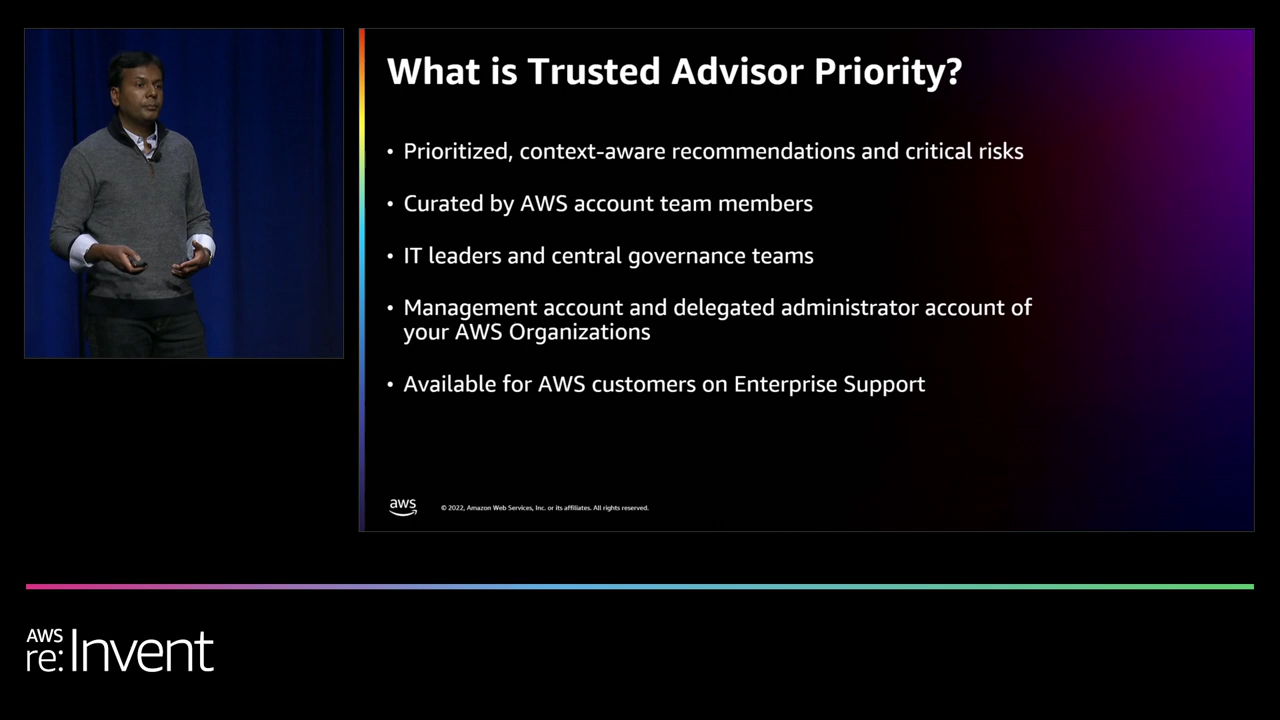 What is Trusted Advisor Priority?
• Prioritized, context-aware recommendations and critical risks
• Curated by AWS account team members
• IT leaders and central governance teams
• Management account and delegated administrator account of
your AWS Organizations
• Available for AWS customers on Enterprise Support
aws
© 2022, Amazon Web Services, Inc. or its affiliates. All rights reserved.
AWS
re:Invent